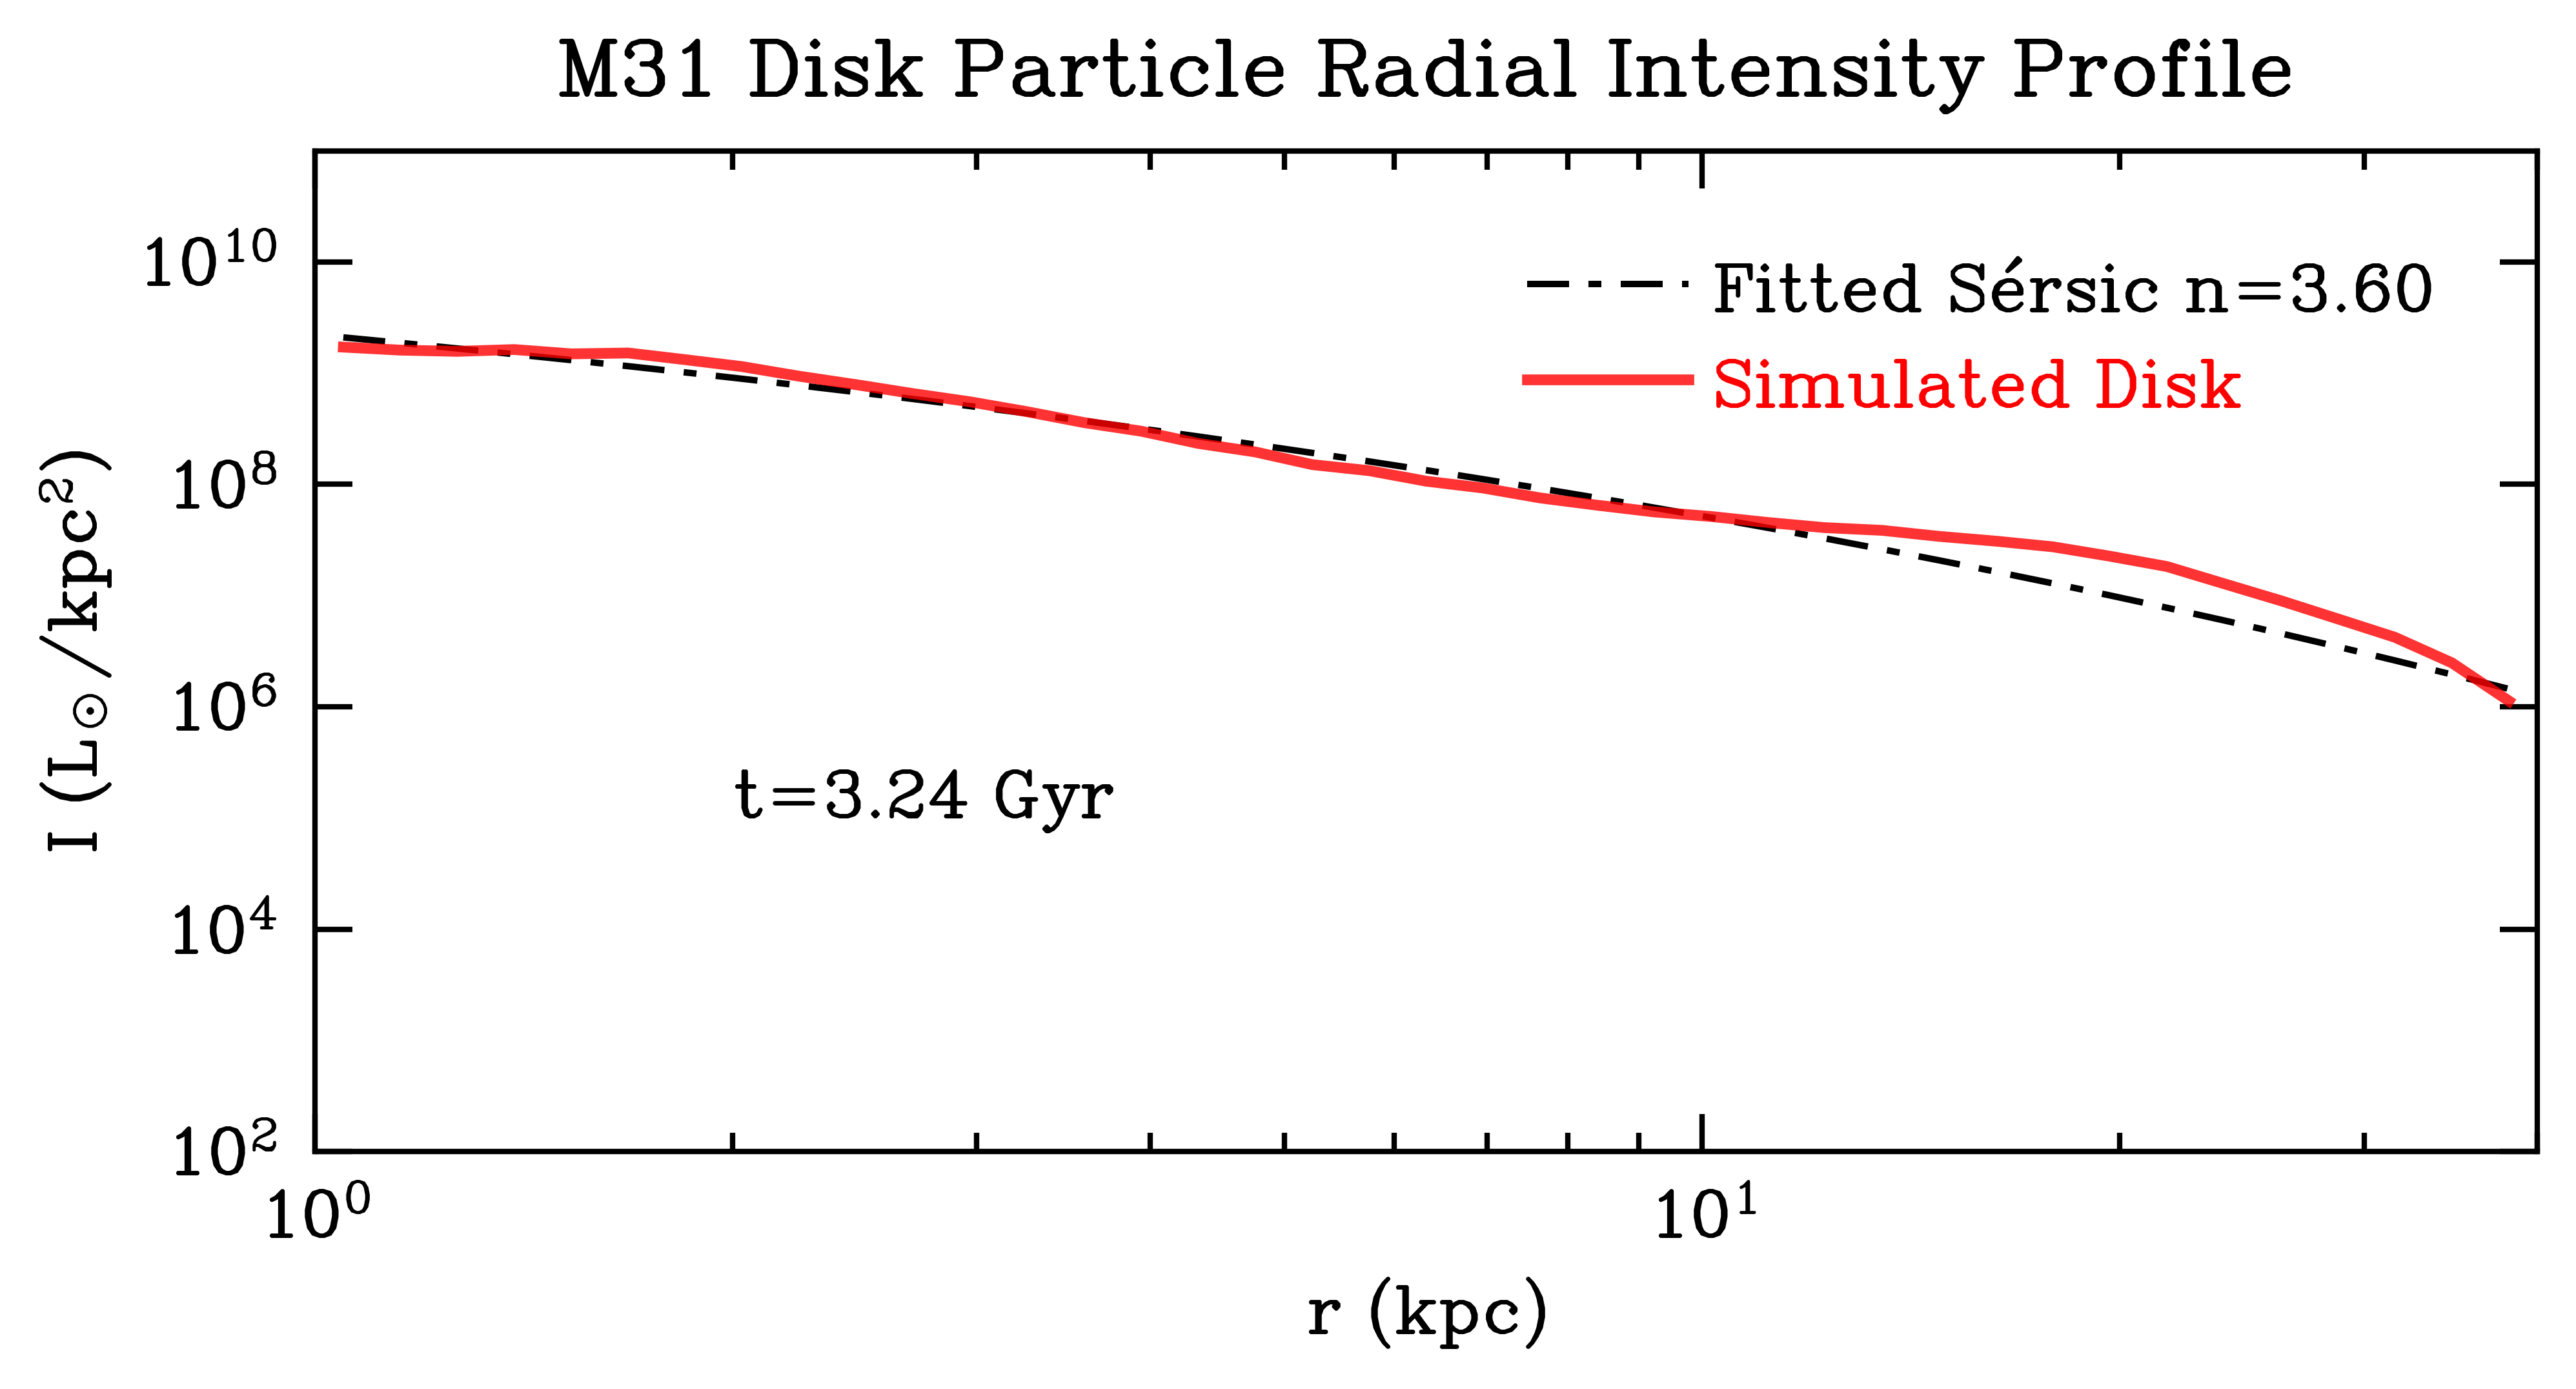 M31 Disk Particle Radial Intensity Profile
10¹⁰
10⁸
10⁶
10⁴
10²
I (L⊙/kpc²)
Fitted Sérsic n=3.60
Simulated Disk
t=3.24 Gyr
10⁰
10¹
r (kpc)